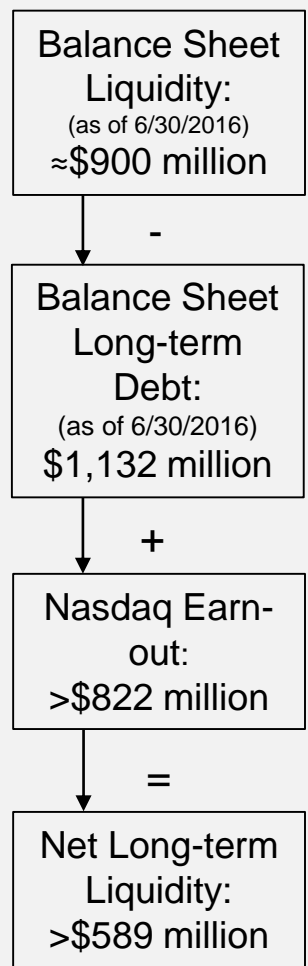 Balance Sheet
Liquidity:
(as of 6/30/2016)
≈$900 million
-
Balance Sheet
Long-term
Debt:
(as of 6/30/2016)
$1,132 million
+
Nasdaq Earn-
out:
>$822 million
=
Net Long-term
Liquidity:
>$589 million